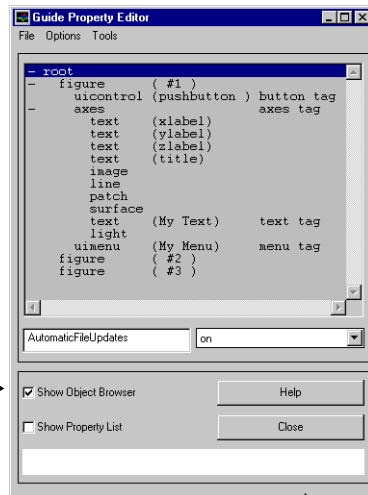 Guide Property Editor
File Options Tools
– root
– figure ( #1 )
uicontrol (pushbutton ) button tag
– axes axes tag
text (xlabel)
text (ylabel)
text (zlabel)
text (title)
image
line
patch
surface
text (My Text) text tag
light
uimenu (My Menu) menu tag
figure ( #2 )
figure ( #3 )
AutomaticFileUpdates on
Show Object Browser Help
Show Property List Close